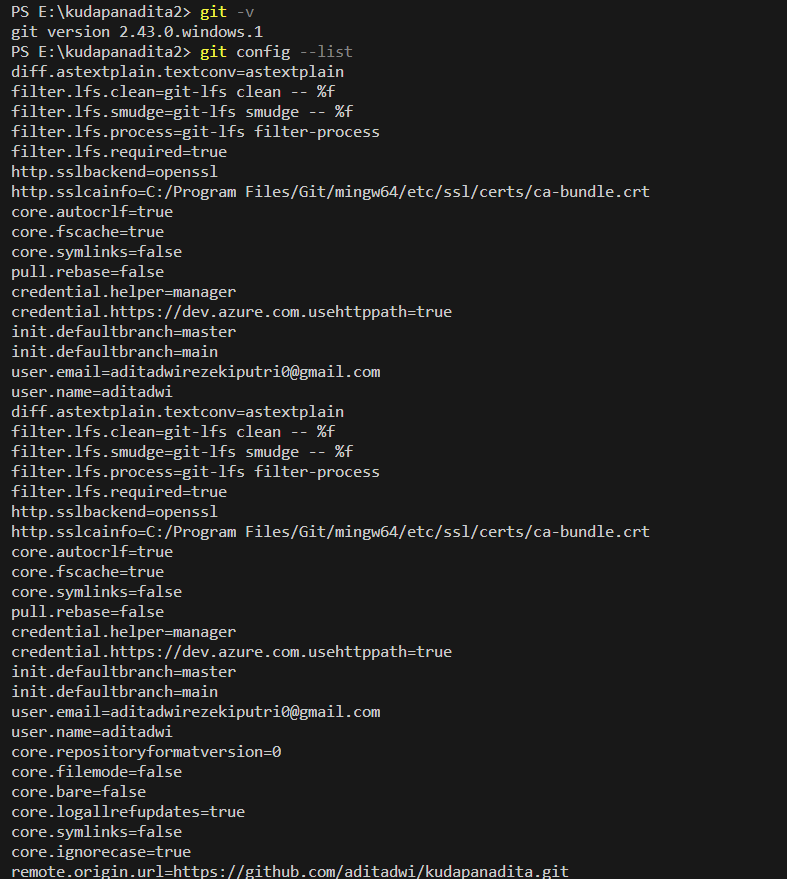 PS E:\kudapanadita2> git -v
git version 2.43.0.windows.1
PS E:\kudapanadita2> git config --list
diff.astextplain.textconv=astextplain
filter.lfs.clean=git-lfs clean -- %f
filter.lfs.smudge=git-lfs smudge -- %f
filter.lfs.process=git-lfs filter-process
filter.lfs.required=true
http.sslbackend=openssl
http.sslcainfo=C:/Program Files/Git/mingw64/etc/ssl/certs/ca-bundle.crt
core.autocrlf=true
core.fscache=true
core.symlinks=false
pull.rebase=false
credential.helper=manager
credential.https://dev.azure.com.usehttppath=true
init.defaultbranch=master
init.defaultbranch=main
user.email=aditadwirezekiputri0@gmail.com
user.name=aditadwi
diff.astextplain.textconv=astextplain
filter.lfs.clean=git-lfs clean -- %f
filter.lfs.smudge=git-lfs smudge -- %f
filter.lfs.process=git-lfs filter-process
filter.lfs.required=true
http.sslbackend=openssl
http.sslcainfo=C:/Program Files/Git/mingw64/etc/ssl/certs/ca-bundle.crt
core.autocrlf=true
core.fscache=true
core.symlinks=false
pull.rebase=false
credential.helper=manager
credential.https://dev.azure.com.usehttppath=true
init.defaultbranch=master
init.defaultbranch=main
user.email=aditadwirezekiputri0@gmail.com
user.name=aditadwi
core.repositoryformatversion=0
core.filemode=false
core.bare=false
core.logallrefupdates=true
core.symlinks=false
core.ignorecase=true
remote.origin.url=https://github.com/aditadwi/kudapanadita.git